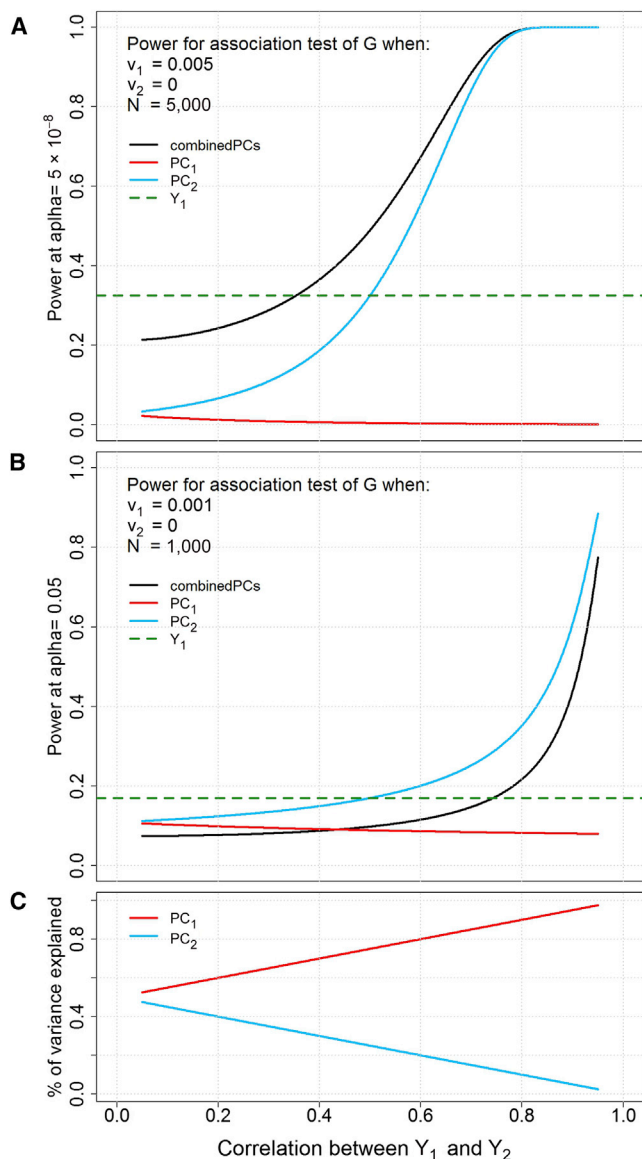 A
Power for association test of G when:
v₁ = 0.005
v₂ = 0
N = 5,000
combinedPCs
PC₁
PC₂
Y₁
Power at aplha= 5 × 10⁻⁸
0.0
0.2
0.4
0.6
0.8
1.0
B
Power for association test of G when:
v₁ = 0.001
v₂ = 0
N = 1,000
combinedPCs
PC₁
PC₂
Y₁
Power at aplha= 0.05
0.0
0.2
0.4
0.6
0.8
1.0
C
PC₁
PC₂
% of variance explained
0.0
0.4
0.8
0.0 0.2 0.4 0.6 0.8 1.0
Correlation between Y₁ and Y₂